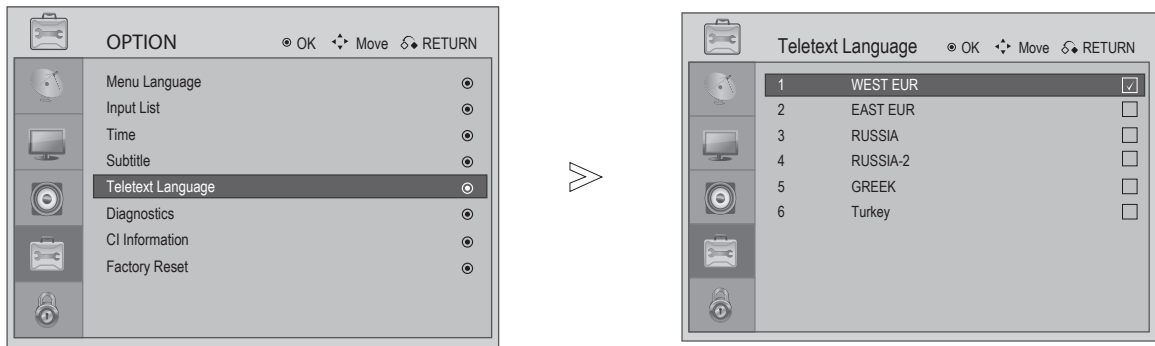 OPTION OK Move RETURN
Menu Language
Input List
Time
Subtitle
Teletext Language
Diagnostics
CI Information
Factory Reset
Teletext Language OK Move RETURN
1 WEST EUR
2 EAST EUR
3 RUSSIA
4 RUSSIA-2
5 GREEK
6 Turkey